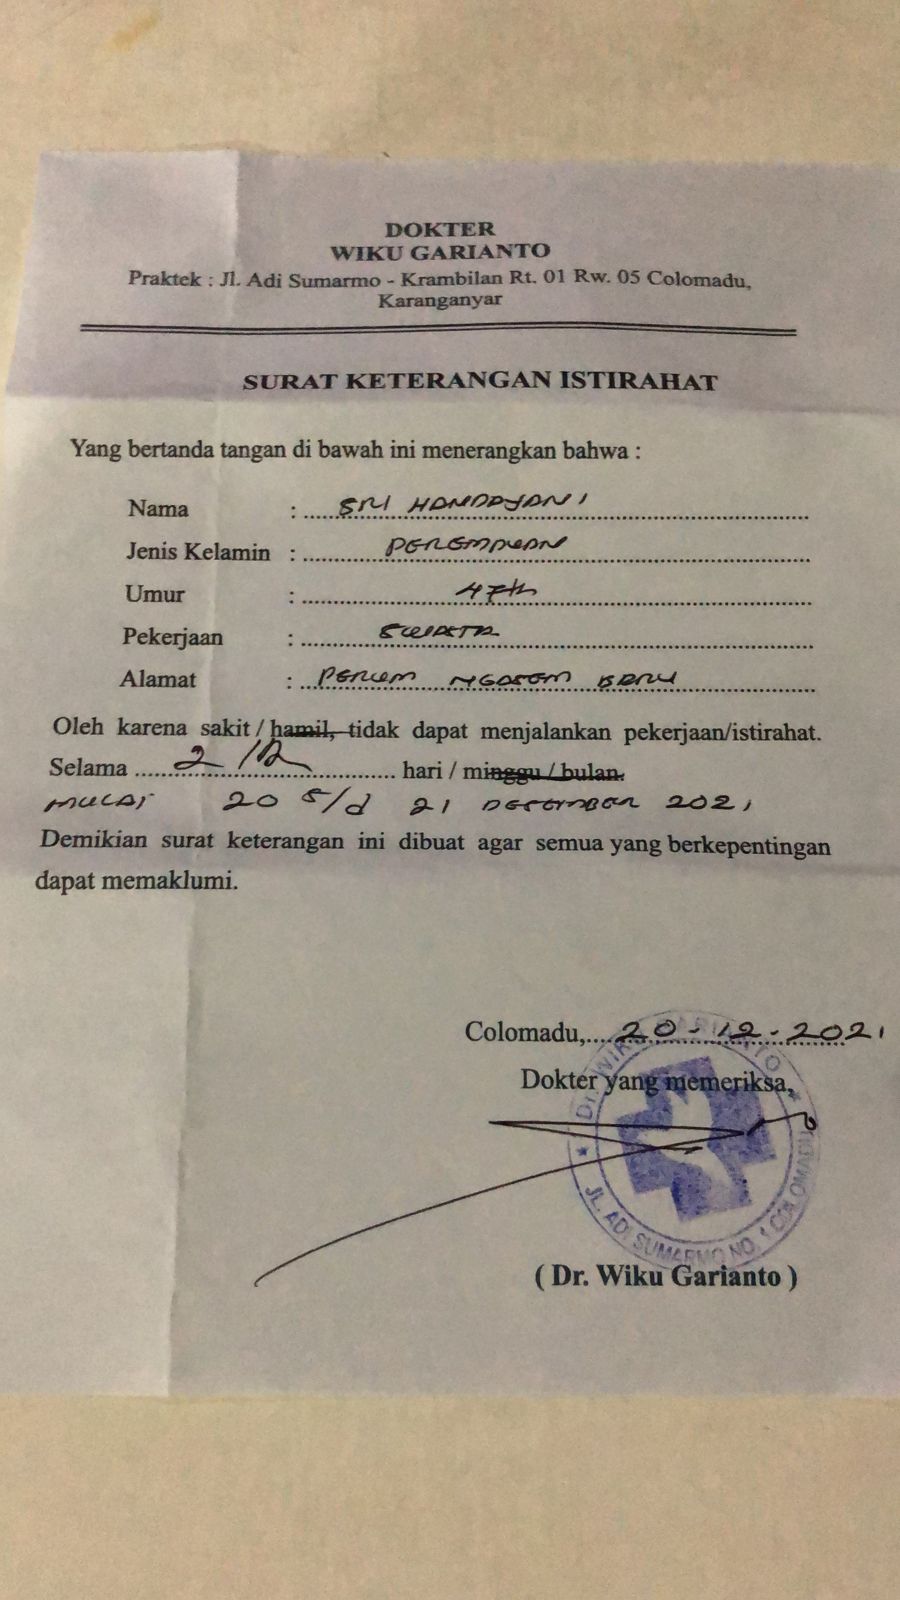 DOKTER
WIKU GARIANTO
Praktek : Jl. Adi Sumarmo - Krambilan Rt. 01 Rw. 05 Colomadu,
Karanganyar
SURAT KETERANGAN ISTIRAHAT
Yang bertanda tangan di bawah ini menerangkan bahwa :
Nama : SRI HANDAYANI
Jenis Kelamin : PEREMPUAN
Umur : 47 th
Pekerjaan : SWASTA
Alamat : PERUM NGASEM BARU
Oleh karena sakit / hamil, tidak dapat menjalankan pekerjaan/istirahat.
Selama 2 / hari / minggu / bulan.
MULAI 20 S/d 21 DESEMBER 2021
Demikian surat keterangan ini dibuat agar semua yang berkepentingan
dapat memaklumi.
Colomadu, 20-12-2021
Dokter yang memeriksa,
Dr. WIKU GARIANTO
JL. ADI SUMARMO NO. 1 COLOMADU
( Dr. Wiku Garianto )